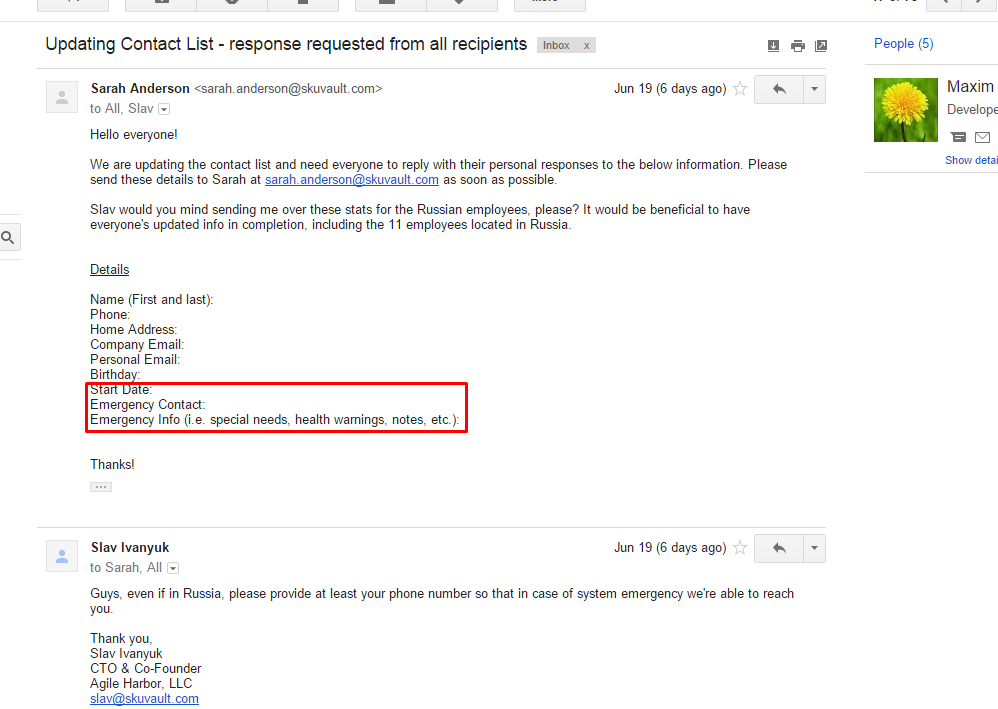 Updating Contact List - response requested from all recipients Inbox x
People (5)
Sarah Anderson <sarah.anderson@skuvault.com> Jun 19 (6 days ago)
to All, Slav
Maxim
Show
Hello everyone!
We are updating the contact list and need everyone to reply with their personal responses to the below information. Please
send these details to Sarah at sarah.anderson@skuvault.com as soon as possible.
Slav would you mind sending me over these stats for the Russian employees, please? It would be beneficial to have
everyone's updated info in completion, including the 11 employees located in Russia.
Details
Name (First and last):
Phone:
Home Address:
Company Email:
Personal Email:
Birthday:
Start Date:
Emergency Contact:
Emergency Info (i.e. special needs, health warnings, notes, etc.):
Thanks!
Slav Ivanyuk Jun 19 (6 days ago)
to Sarah, All
Guys, even if in Russia, please provide at least your phone number so that in case of system emergency we're able to reach
you.
Thank you,
Slav Ivanyuk
CTO & Co-Founder
Agile Harbor, LLC
slav@skuvault.com